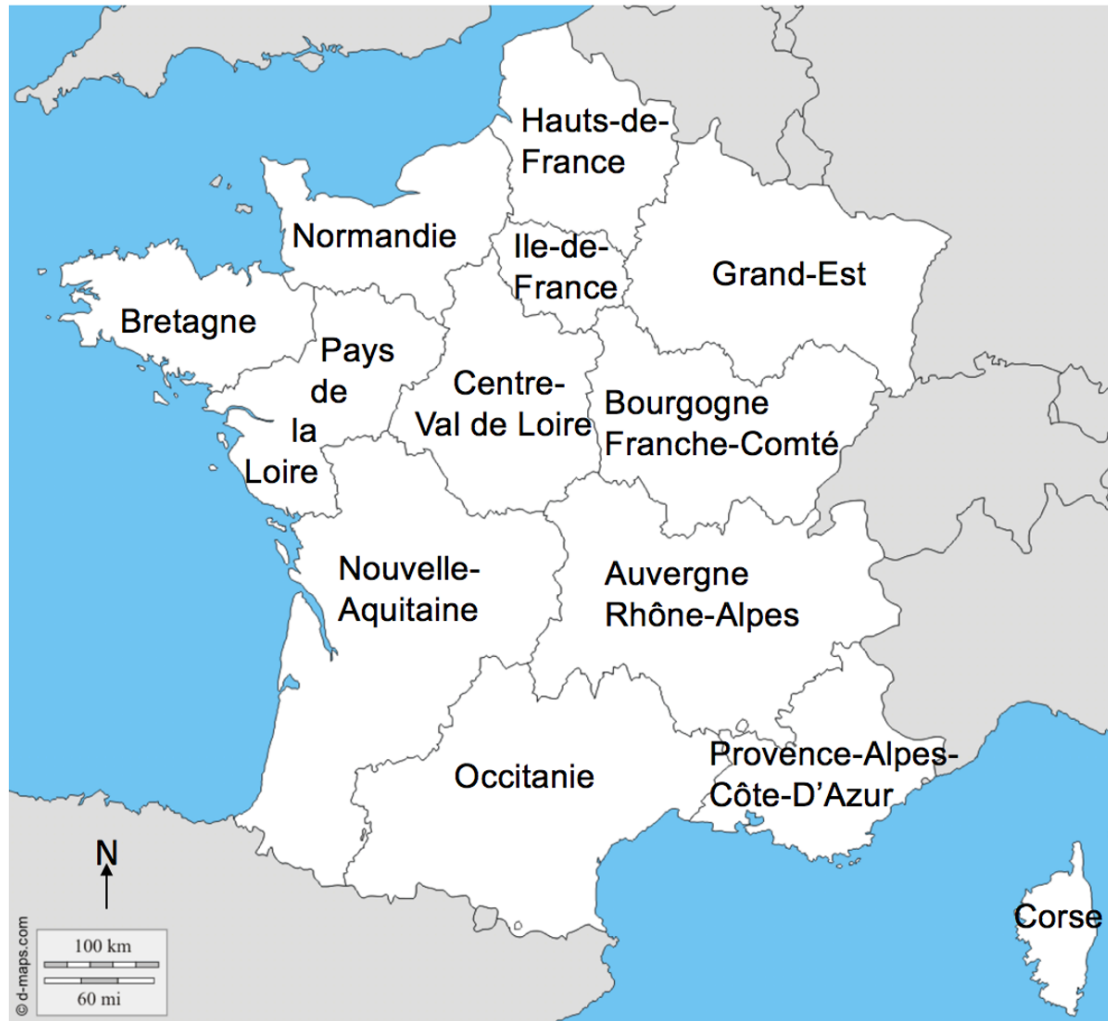 Hauts-de-
France
Normandie
Ile-de-
France
Grand-Est
Bretagne
Pays
de
la
Loire
Centre-
Val de Loire
Bourgogne
Franche-Comté
Nouvelle-
Aquitaine
Auvergne
Rhône-Alpes
Occitanie
Provence-Alpes-
Côte-D’Azur
Corse
N
100 km
60 mi
© d-maps.com